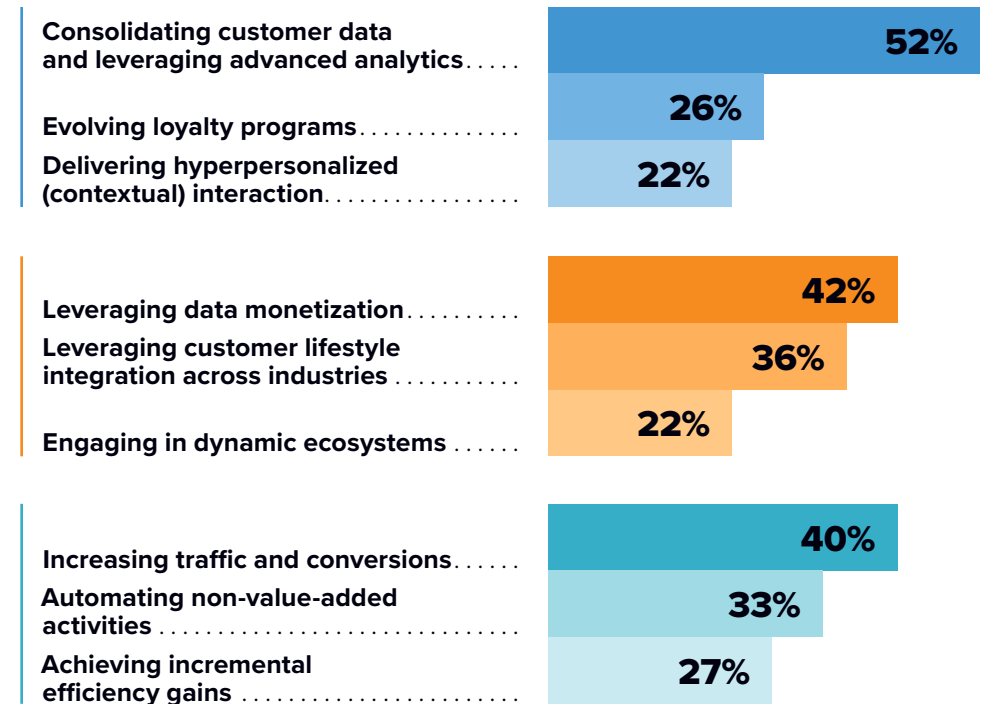 Consolidating customer data
and leveraging advanced analytics.....
52%
Evolving loyalty programs..............
26%
Delivering hyperpersonalized
(contextual) interaction.................
22%
Leveraging data monetization..........
42%
Leveraging customer lifestyle
integration across industries ...........
36%
Engaging in dynamic ecosystems ......
22%
Increasing traffic and conversions......
40%
Automating non-value-added
activities ...............................
33%
Achieving incremental
efficiency gains ........................
27%